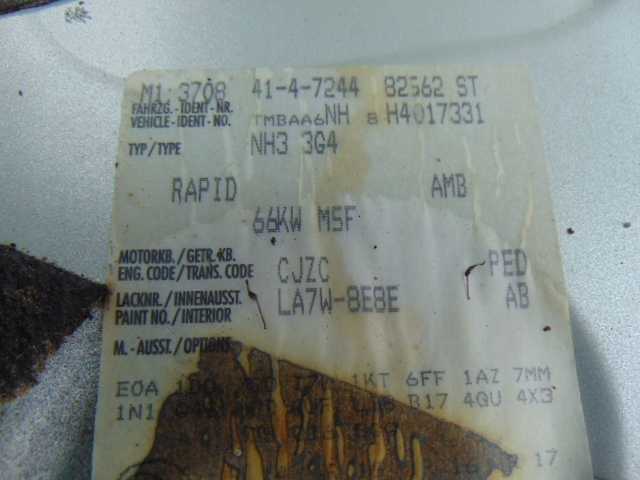 M1 3708 41-4-7244 82562 ST
FAHRZG.-IDENT-NR.
VEHICLE-IDENT-NO. TMBAA6NH 8 H4017331
TYP/TYPE NH3 3G4
RAPID AMB
66KW M5F
MOTORKB./GETR.KB.
ENG. CODE/TRANS. CODE CJZC PED
LACKNR./INNENAUSST.
PAINT NO./INTERIOR LA7W-8E8E AB
M.-AUSST./OPTIONS
E0A 1KT 6FF 1AZ 7MM
1N1 B17 4QU 4X3
17